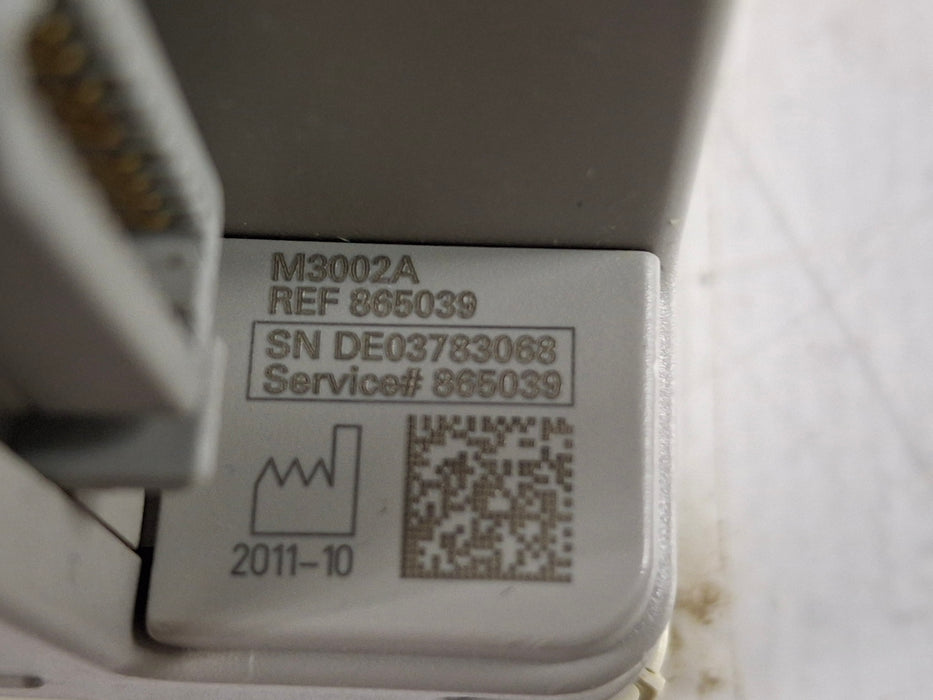 M3002A
REF 865039
SN DE03783068
Service# 865039
2011-10